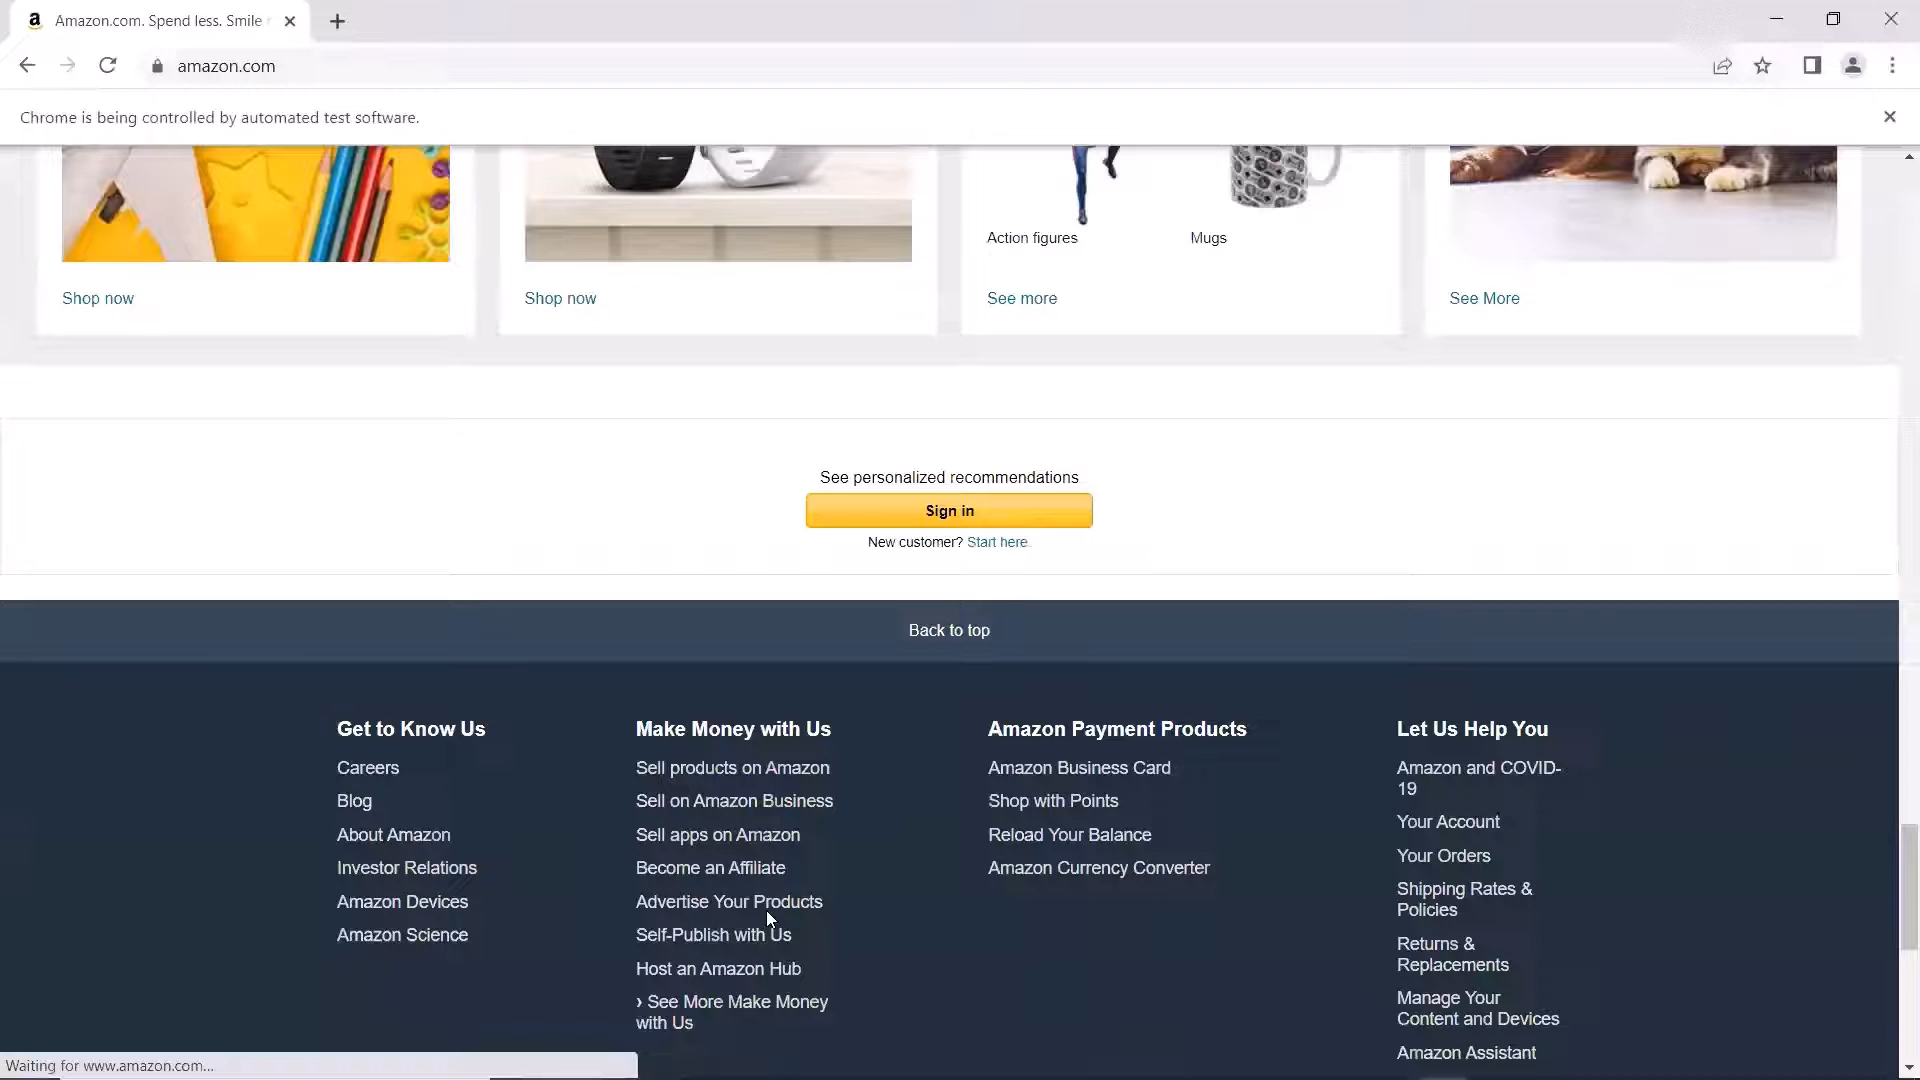 Amazon.com. Spend less. Smile
amazon.com
Chrome is being controlled by automated test software.
Action figures
Mugs
Shop now
Shop now
See more
See More
See personalized recommendations
Sign in
New customer? Start here.
Back to top
Get to Know Us
Careers
Blog
About Amazon
Investor Relations
Amazon Devices
Amazon Science
Make Money with Us
Sell products on Amazon
Sell on Amazon Business
Sell apps on Amazon
Become an Affiliate
Advertise Your Products
Self-Publish with Us
Host an Amazon Hub
› See More Make Money
with Us
Amazon Payment Products
Amazon Business Card
Shop with Points
Reload Your Balance
Amazon Currency Converter
Let Us Help You
Amazon and COVID-
19
Your Account
Your Orders
Shipping Rates &
Policies
Returns &
Replacements
Manage Your
Content and Devices
Amazon Assistant
Waiting for www.amazon.com...